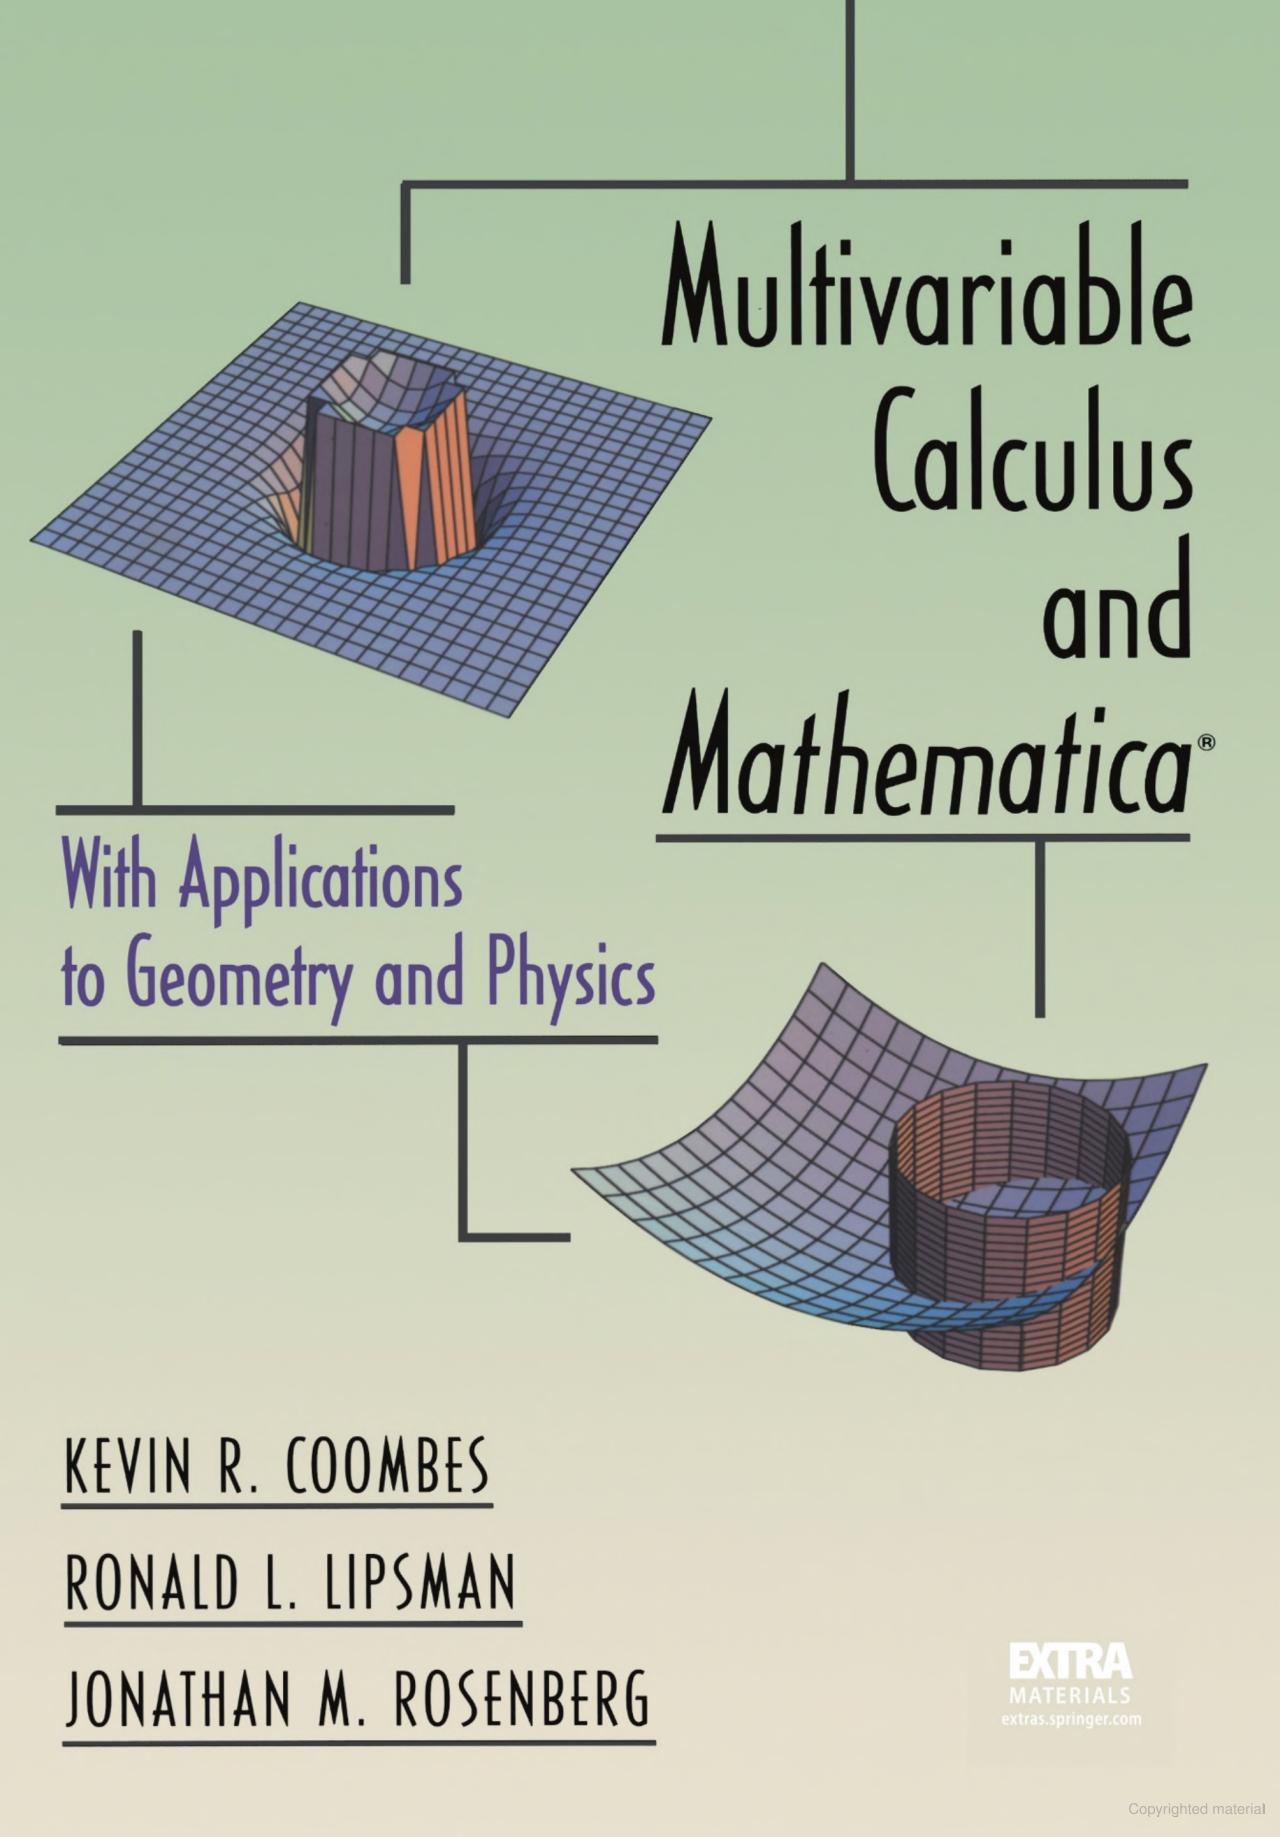 Multivariable
Calculus
and
Mathematica®
With Applications
to Geometry and Physics
KEVIN R. COOMBES
RONALD L. LIPSMAN
JONATHAN M. ROSENBERG
EXTRA
MATERIALS
extras.springer.com
Copyrighted material